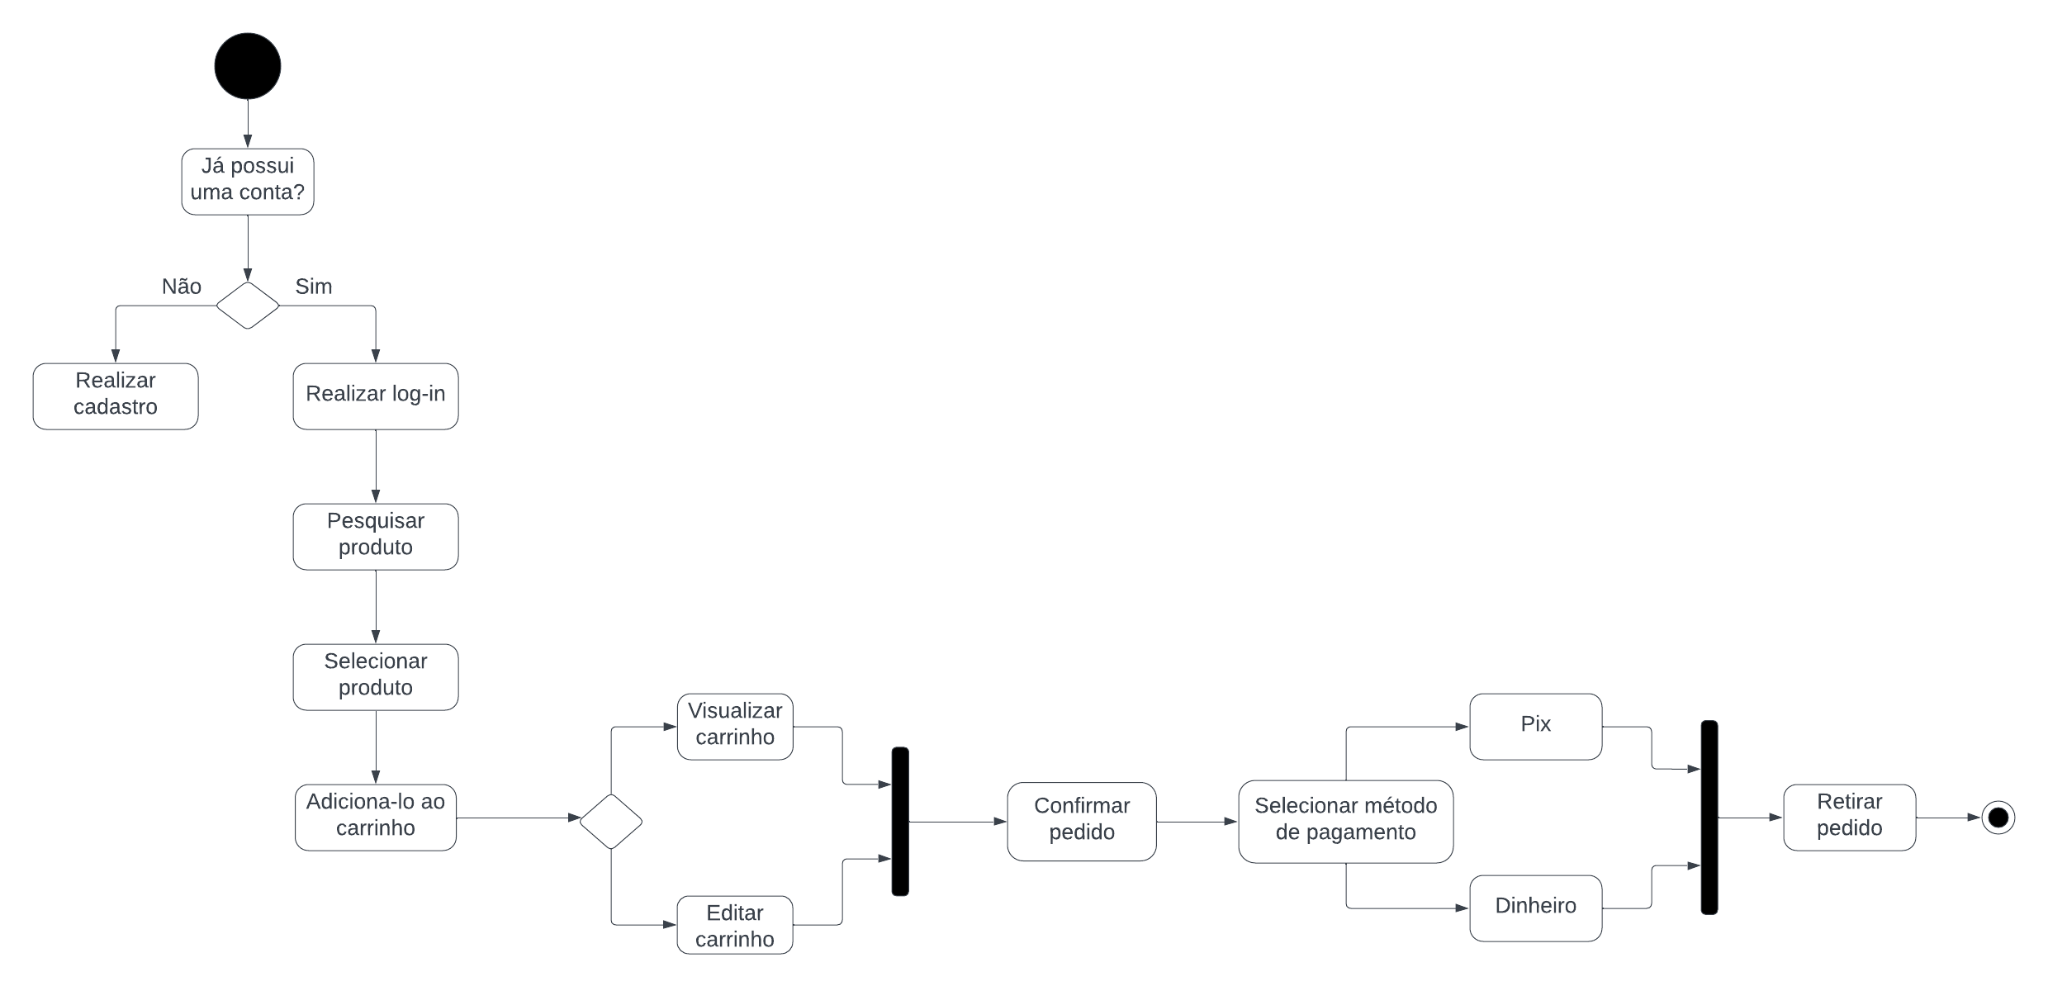 Já possui
uma conta?
Não
Sim
Realizar
cadastro
Realizar log-in
Pesquisar
produto
Selecionar
produto
Adiciona-lo ao
carrinho
Visualizar
carrinho
Editar
carrinho
Confirmar
pedido
Selecionar método
de pagamento
Pix
Dinheiro
Retirar
pedido